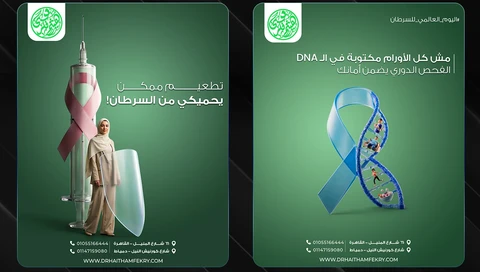 تطعيم ممكن
يحميكي من السرطان!
١٦ شارع المنيل - القاهرة
01055166444
شارع كورنيش النيل - دمياط
01147159080
WWW.DRHAITHAMFEKRY.COM
#اليوم_العالمي_للسرطان
مش كل الأورام مكتوبة في الـ DNA
الفحص الدوري يضمن أمانك
شارع المنيل - القاهرة
01055166444
شارع كورنيش النيل - دمياط
01147159080
WWW.DRHAITHAMFEKRY.COM